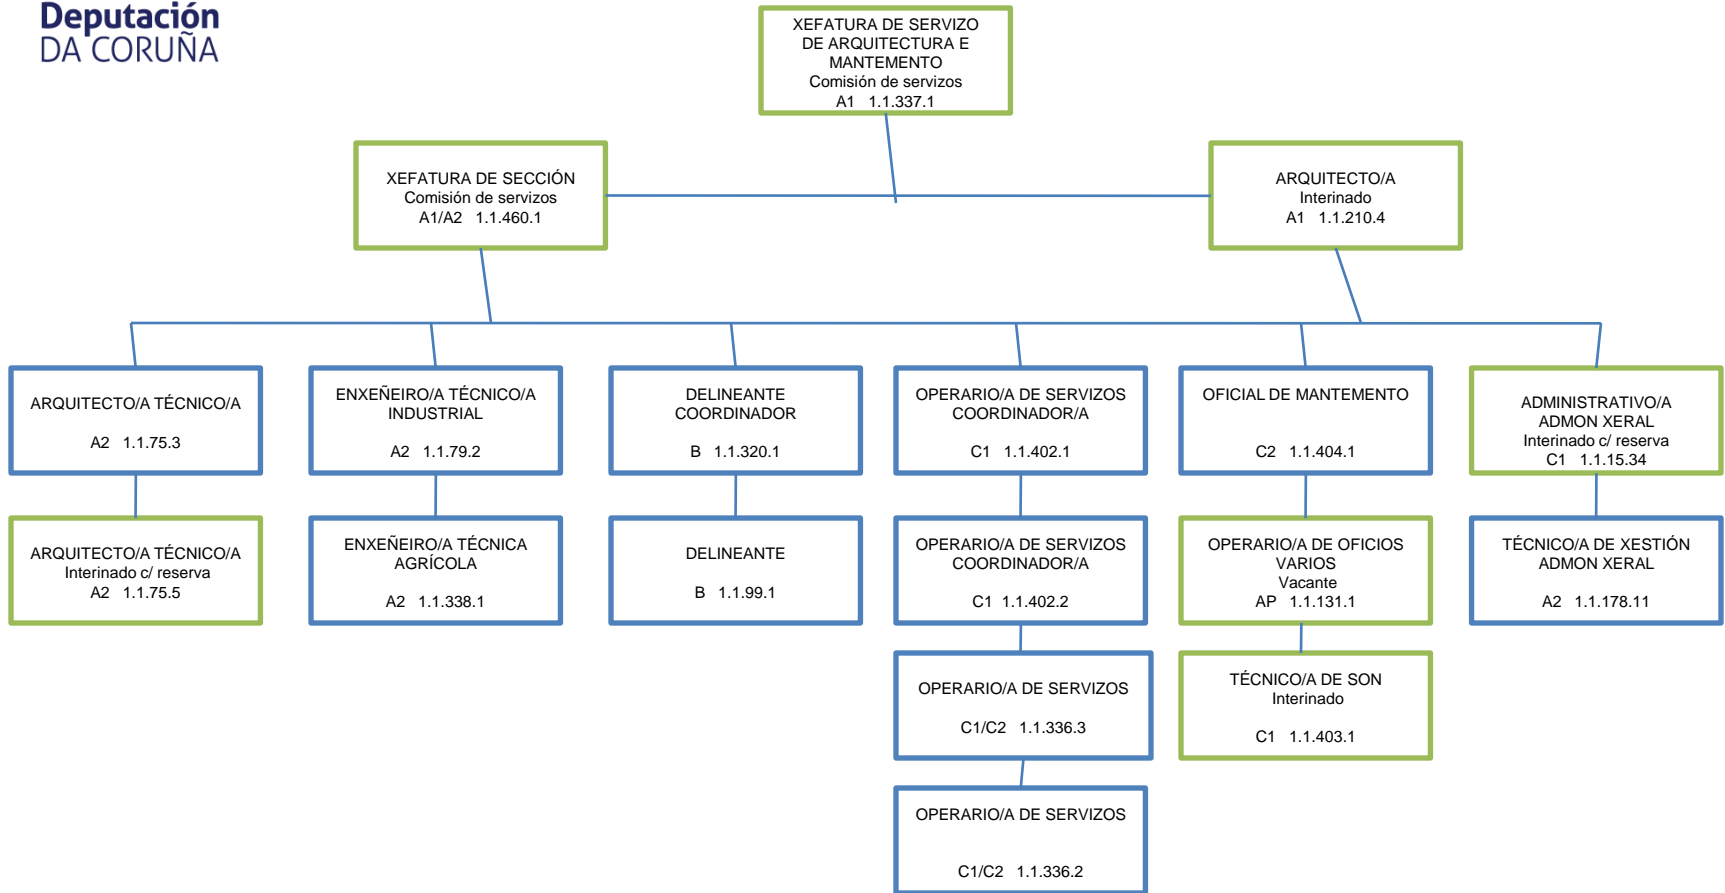 Deputación
DA CORUÑA
XEFATURA DE SERVIZO
DE ARQUITECTURA E
MANTEMENTO
Comisión de servizos
A1 1.1.337.1
XEFATURA DE SECCIÓN
Comisión de servizos
A1/A2 1.1.460.1
ARQUITECTO/A
Interinado
A1 1.1.210.4
ARQUITECTO/A TÉCNICO/A
A2 1.1.75.3
ENXEÑEIRO/A TÉCNICO/A
INDUSTRIAL
A2 1.1.79.2
DELINEANTE
COORDINADOR
B 1.1.320.1
OPERARIO/A DE SERVIZOS
COORDINADOR/A
C1 1.1.402.1
OFICIAL DE MANTEMENTO
C2 1.1.404.1
ADMINISTRATIVO/A
ADMON XERAL
Interinado c/ reserva
C1 1.1.15.34
ARQUITECTO/A TÉCNICO/A
Interinado c/ reserva
A2 1.1.75.5
ENXEÑEIRO/A TÉCNICA
AGRÍCOLA
A2 1.1.338.1
DELINEANTE
B 1.1.99.1
OPERARIO/A DE SERVIZOS
COORDINADOR/A
C1 1.1.402.2
OPERARIO/A DE OFICIOS
VARIOS
Vacante
AP 1.1.131.1
TÉCNICO/A DE XESTIÓN
ADMON XERAL
A2 1.1.178.11
OPERARIO/A DE SERVIZOS
C1/C2 1.1.336.3
TÉCNICO/A DE SON
Interinado
C1 1.1.403.1
OPERARIO/A DE SERVIZOS
C1/C2 1.1.336.2